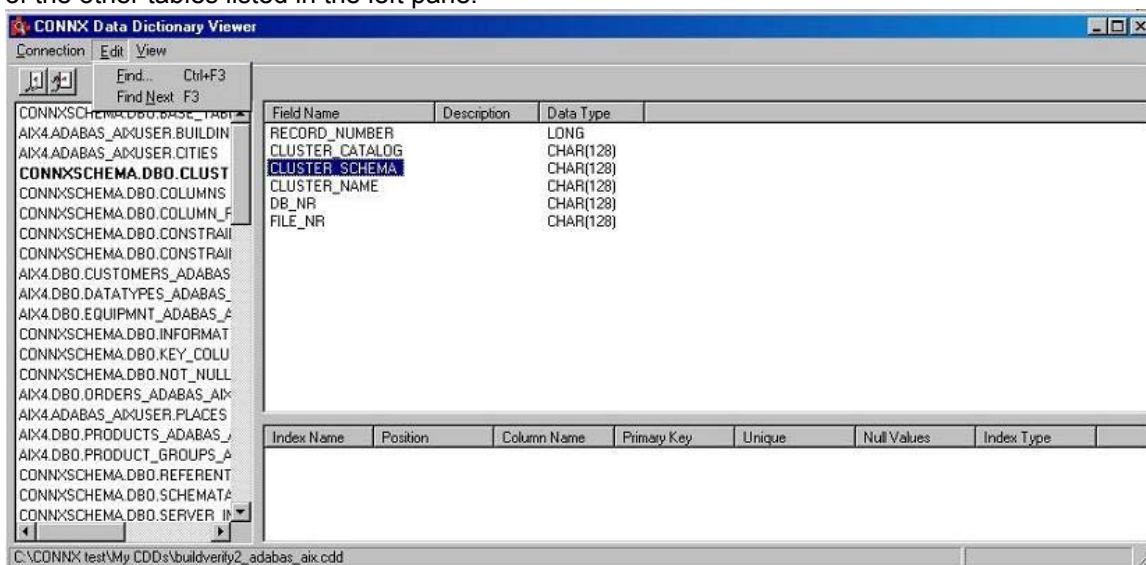 of the other tables listed in the left pane.
CONNX Data Dictionary Viewer
Connection Edit View
Find... Ctrl+F3
Find Next F3
CONNXSCHEMA.DBO.BASE_TABL
AIX4.ADABAS_AIXUSER.BUILDIN
AIX4.ADABAS_AIXUSER.CITIES
CONNXSCHEMA.DBO.CLUST
CONNXSCHEMA.DBO.COLUMNS
CONNXSCHEMA.DBO.COLUMN_F
CONNXSCHEMA.DBO.CONSTRAI
CONNXSCHEMA.DBO.CONSTRAI
AIX4.DBO.CUSTOMERS_ADABAS
AIX4.DBO.DATATYPES_ADABAS_
AIX4.DBO.EQUIPMNT_ADABAS_A
CONNXSCHEMA.DBO.INFORMAT
CONNXSCHEMA.DBO.KEY_COLU
CONNXSCHEMA.DBO.NOT_NULL
AIX4.DBO.ORDERS_ADABAS_AIX
AIX4.ADABAS_AIXUSER.PLACES
AIX4.DBO.PRODUCTS_ADABAS_
AIX4.DBO.PRODUCT_GROUPS_A
CONNXSCHEMA.DBO.REFERENT
CONNXSCHEMA.DBO.SCHEMATA
CONNXSCHEMA.DBO.SERVER_IN
Field Name Description Data Type
RECORD_NUMBER LONG
CLUSTER_CATALOG CHAR(128)
CLUSTER_SCHEMA CHAR(128)
CLUSTER_NAME CHAR(128)
DB_NR CHAR(128)
FILE_NR CHAR(128)
Index Name Position Column Name Primary Key Unique Null Values Index Type
C:\CONNX test\My CDDs\buildverify2_adabas_aix.cdd